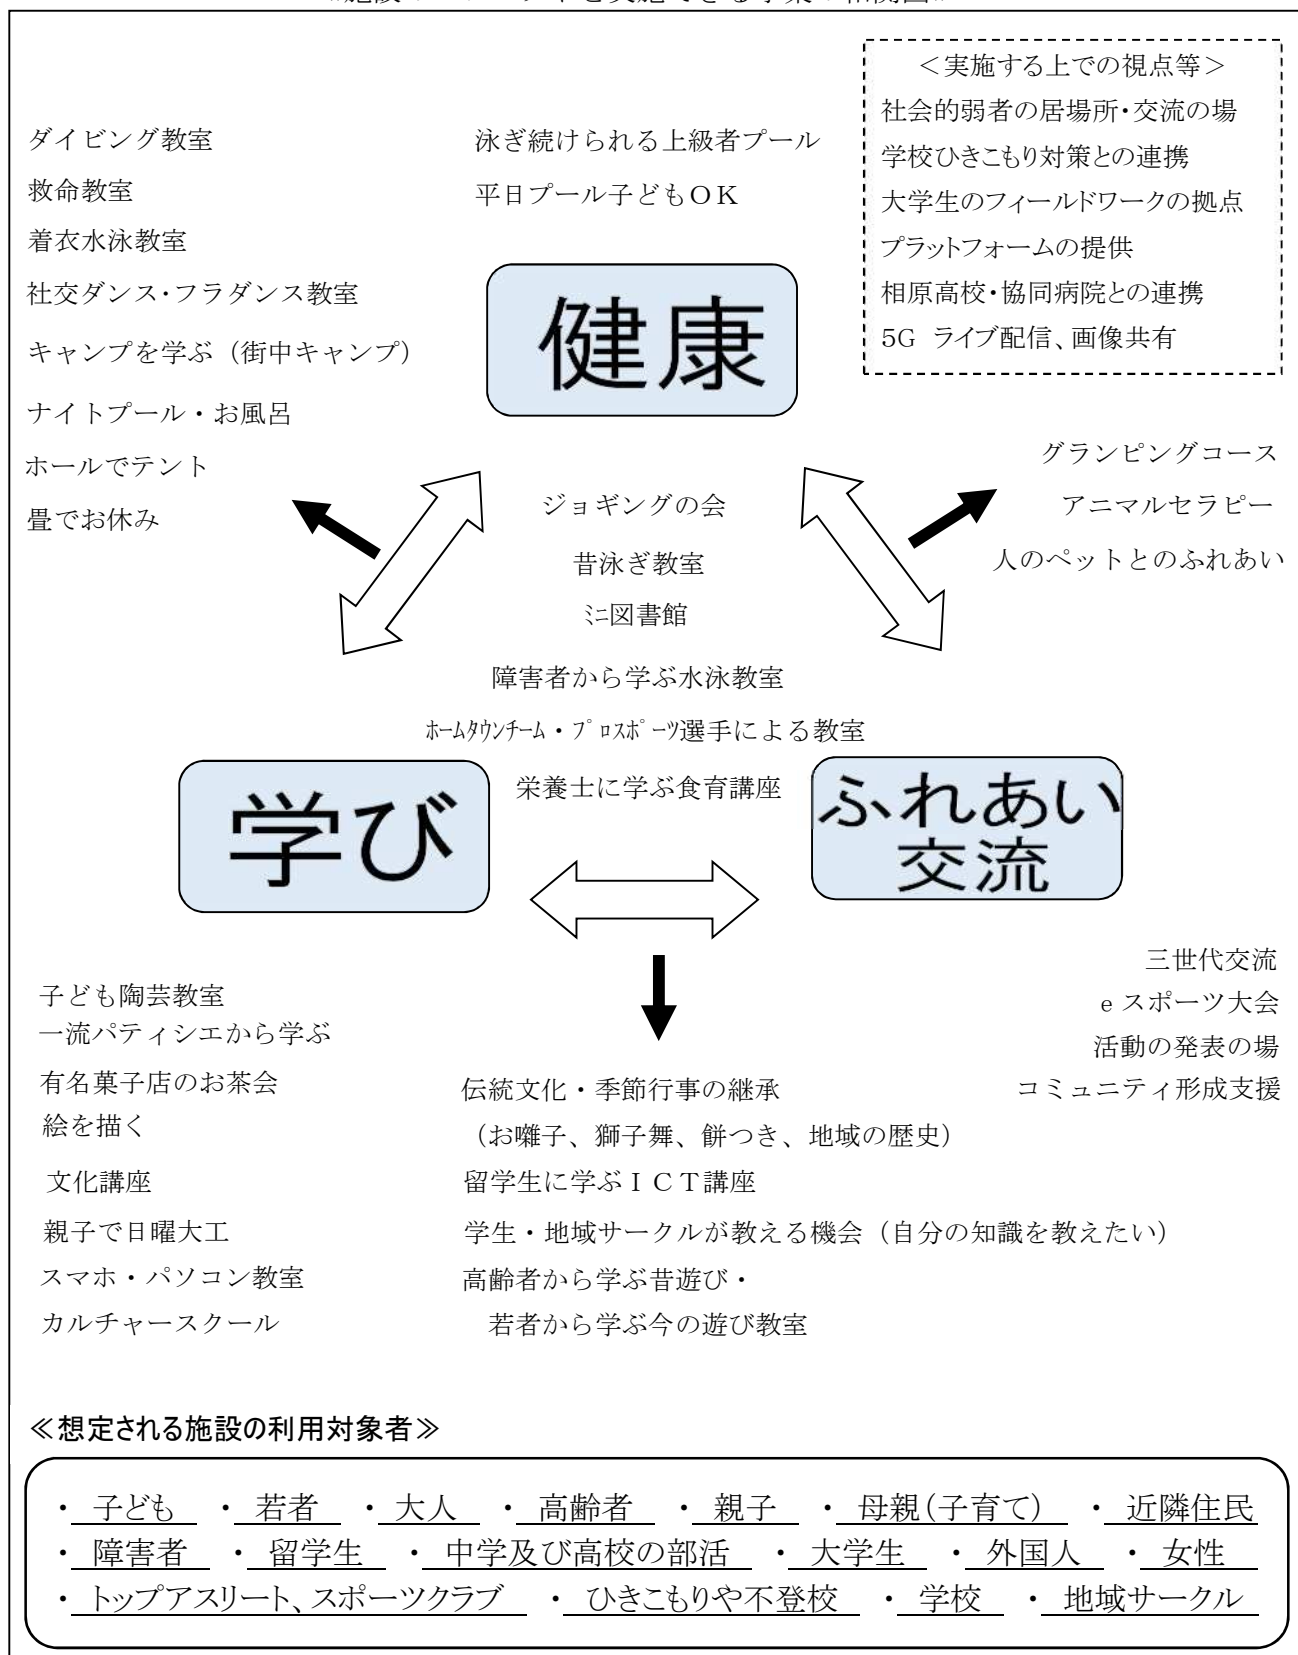 ＜実施する上での視点等＞
社会的弱者の居場所・交流の場
学校ひきこもり対策との連携
大学生のフィールドワークの拠点
プラットフォームの提供
相原高校・協同病院との連携
5G ライブ配信、画像共有
ダイビング教室
救命教室
着衣水泳教室
社交ダンス・フラダンス教室
キャンプを学ぶ（街中キャンプ）
ナイトプール・お風呂
ホールでテント
畳でお休み
泳ぎ続けられる上級者プール
平日プール子どもＯＫ
健康
グランピングコース
アニマルセラピー
人のペットとのふれあい
ジョギングの会
昔泳ぎ教室
ﾐﾆ図書館
障害者から学ぶ水泳教室
ﾎｰﾑﾀｳﾝﾁｰﾑ・ﾌﾟﾛｽﾎﾟｰﾂ選手による教室
栄養士に学ぶ食育講座
学び
ふれあい
交流
子ども陶芸教室
一流パティシエから学ぶ
有名菓子店のお茶会
絵を描く
文化講座
親子で日曜大工
スマホ・パソコン教室
カルチャースクール
伝統文化・季節行事の継承
（お囃子、獅子舞、餅つき、地域の歴史）
留学生に学ぶＩＣＴ講座
学生・地域サークルが教える機会（自分の知識を教えたい）
高齢者から学ぶ昔遊び・
若者から学ぶ今の遊び教室
三世代交流
e スポーツ大会
活動の発表の場
コミュニティ形成支援
≪想定される施設の利用対象者≫
・ 子ども ・ 若者 ・ 大人 ・ 高齢者 ・ 親子 ・ 母親(子育て) ・ 近隣住民
・ 障害者 ・ 留学生 ・ 中学及び高校の部活 ・ 大学生 ・ 外国人 ・ 女性
・ トップアスリート、スポーツクラブ ・ ひきこもりや不登校 ・ 学校 ・ 地域サークル